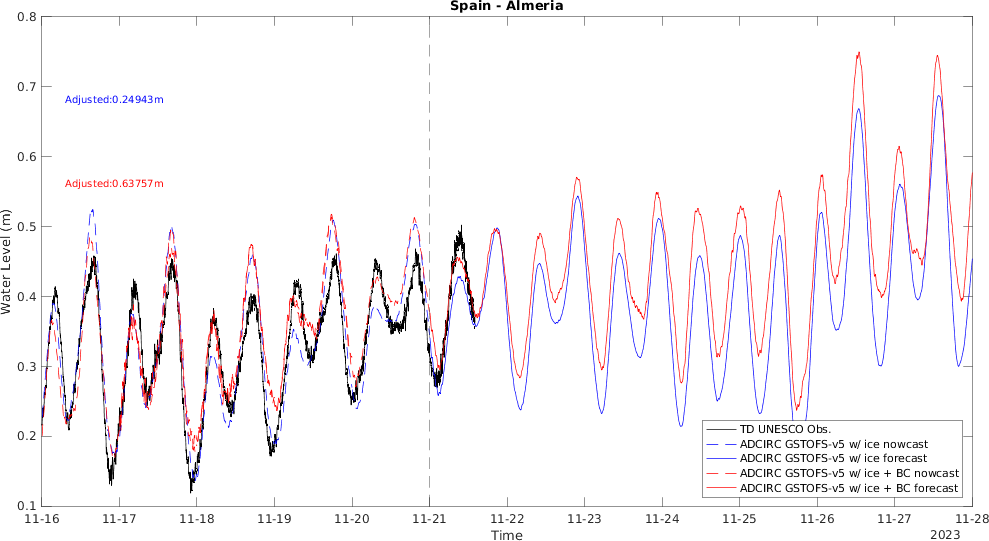 Spain - Almeria
0.8
0.7
0.6
0.5
0.4
0.3
0.2
0.1
Water Level (m)
Adjusted:0.24943m
Adjusted:0.63757m
TD UNESCO Obs.
ADCIRC GSTOFS-v5 w/ ice nowcast
ADCIRC GSTOFS-v5 w/ ice forecast
ADCIRC GSTOFS-v5 w/ ice + BC nowcast
ADCIRC GSTOFS-v5 w/ ice + BC forecast
11-16 11-17 11-18 11-19 11-20 11-21 11-22 11-23 11-24 11-25 11-26 11-27 11-28
Time
2023